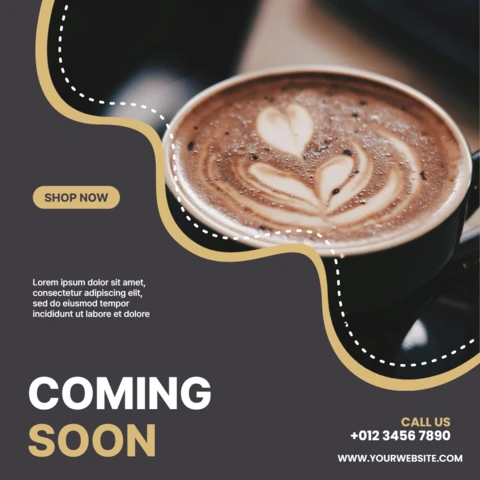 SHOP NOW
Lorem ipsum dolor sit amet,
consectetur adipiscing elit,
sed do eiusmod tempor
incididunt ut labore et dolore
COMING
SOON
CALL US
+012 3456 7890
WWW.YOURWEBSITE.COM